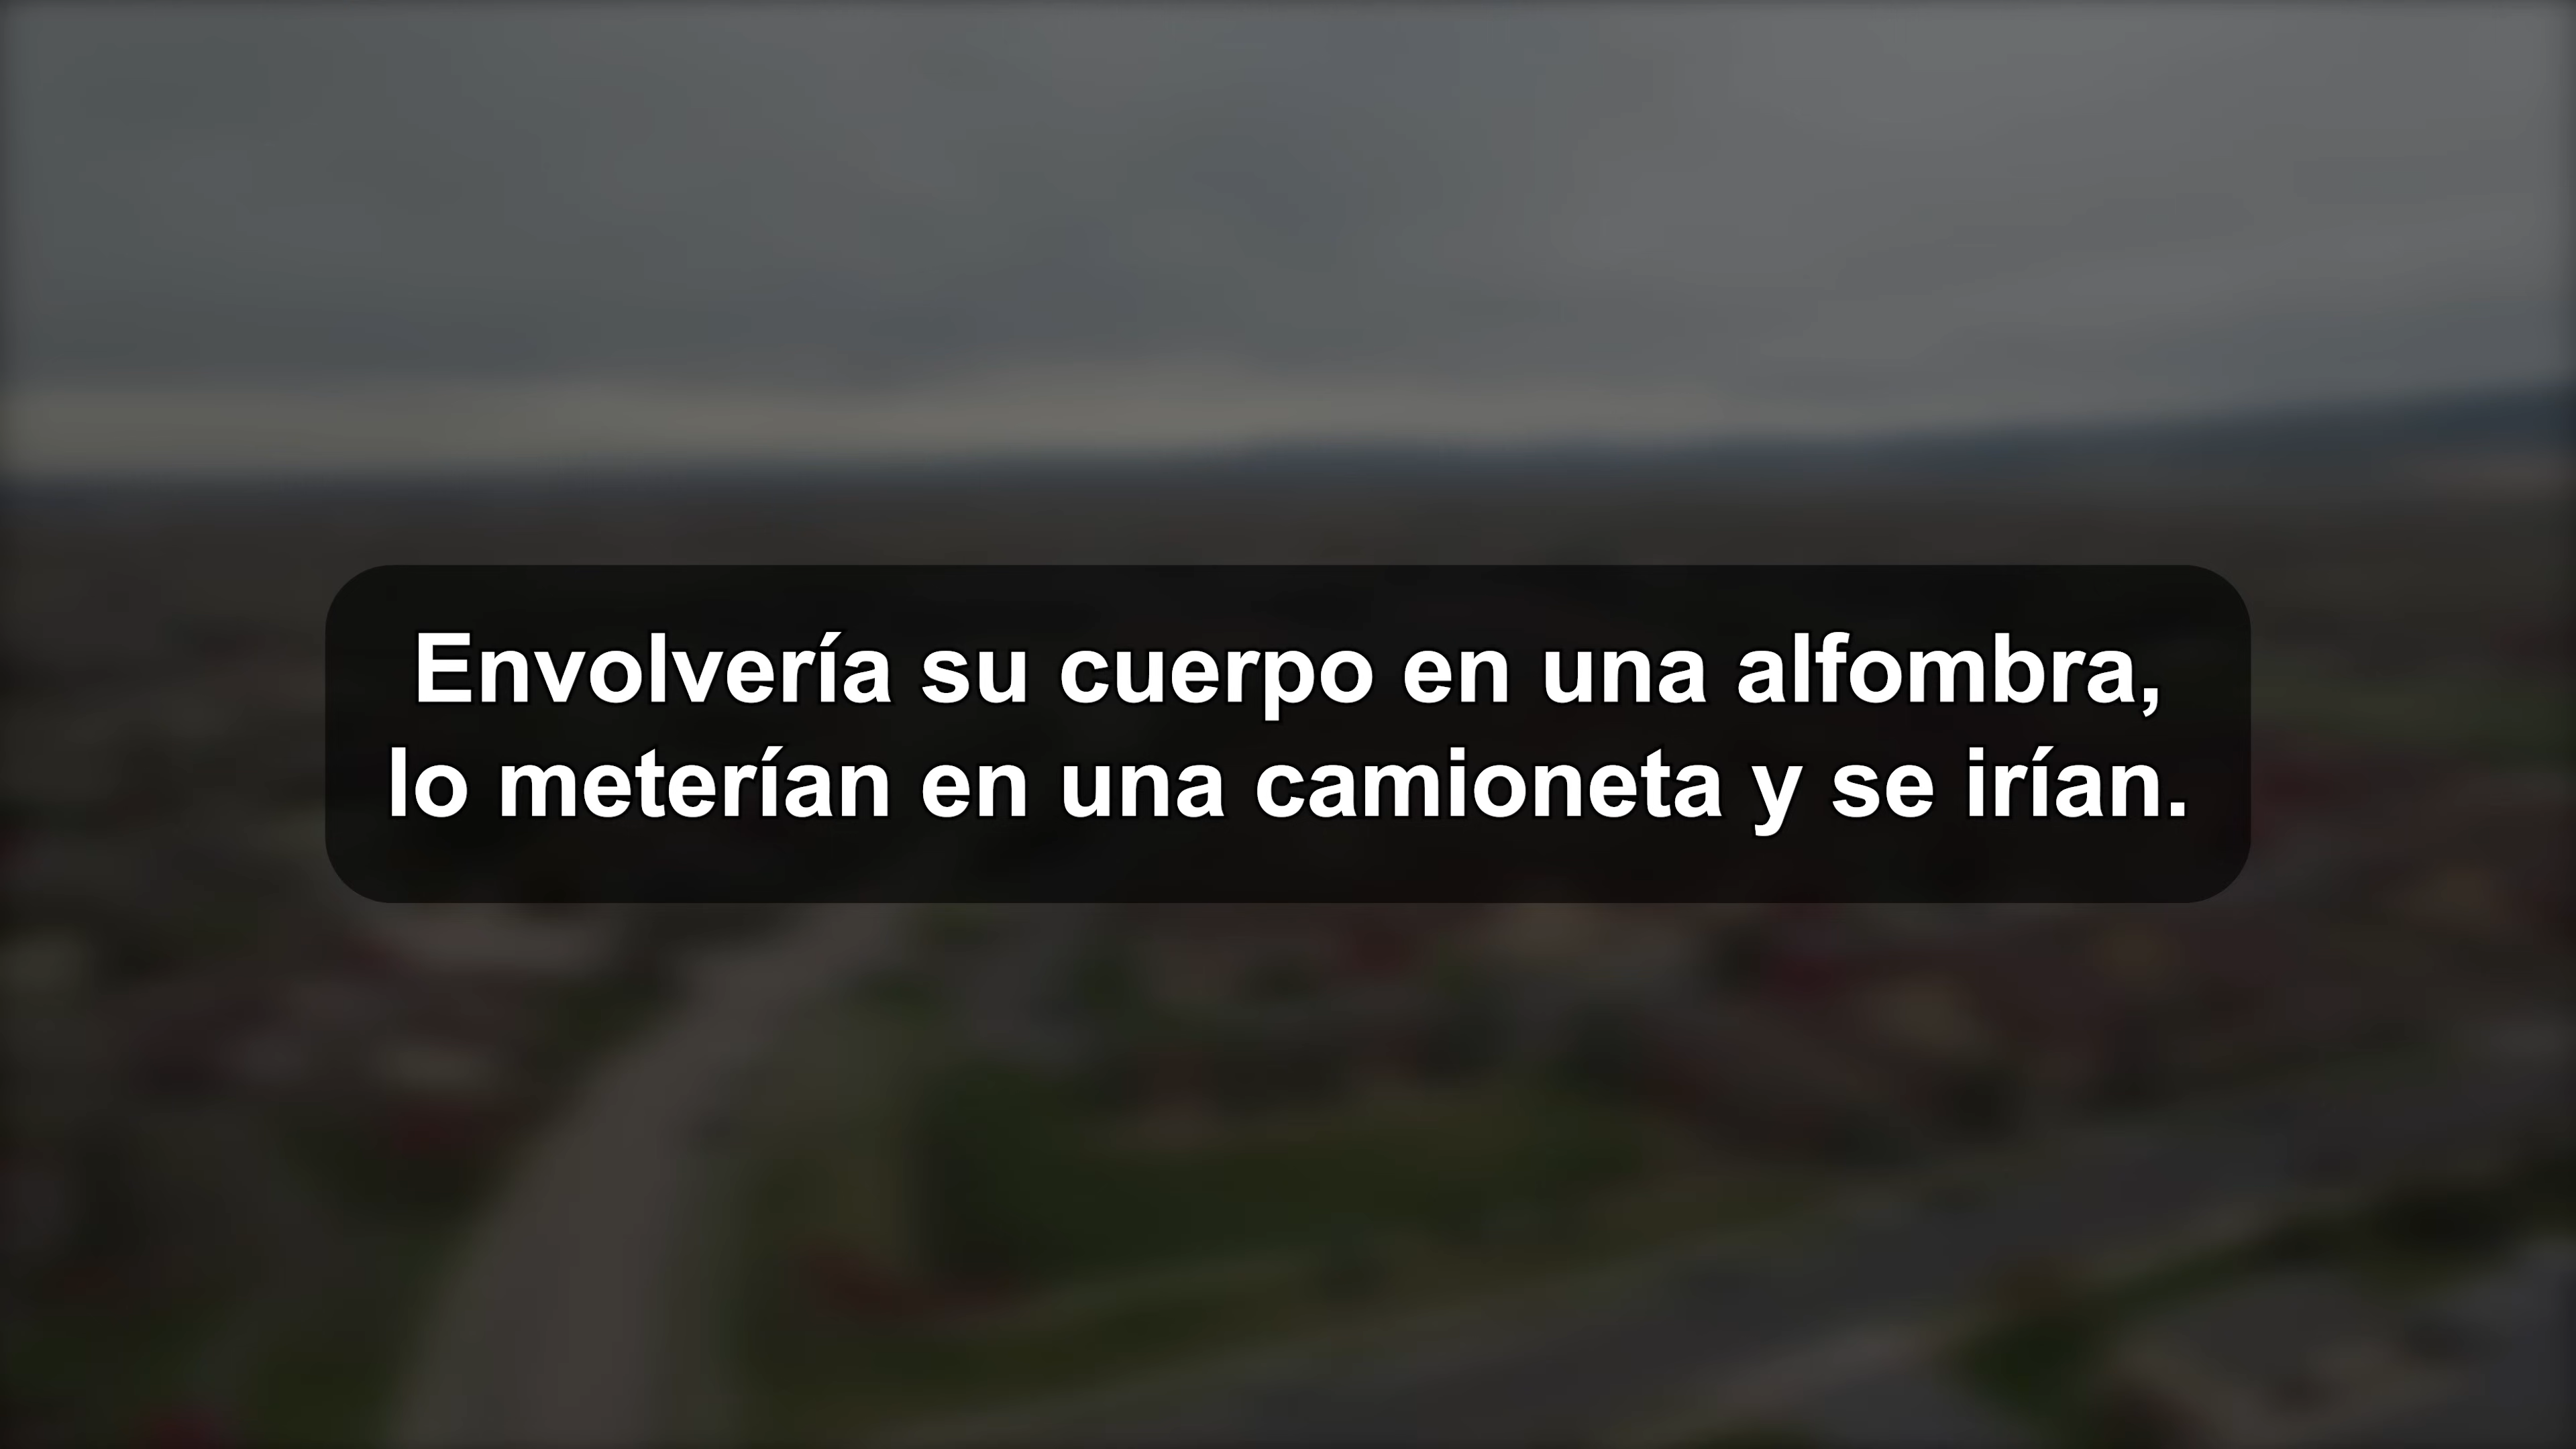 Envolvería su cuerpo en una alfombra,
lo meterían en una camioneta y se irían.